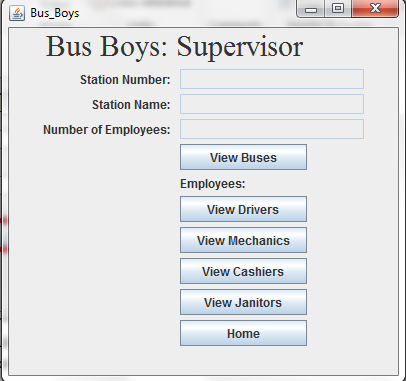 Bus_Boys
Bus Boys: Supervisor
Station Number:
Station Name:
Number of Employees:
View Buses
Employees:
View Drivers
View Mechanics
View Cashiers
View Janitors
Home